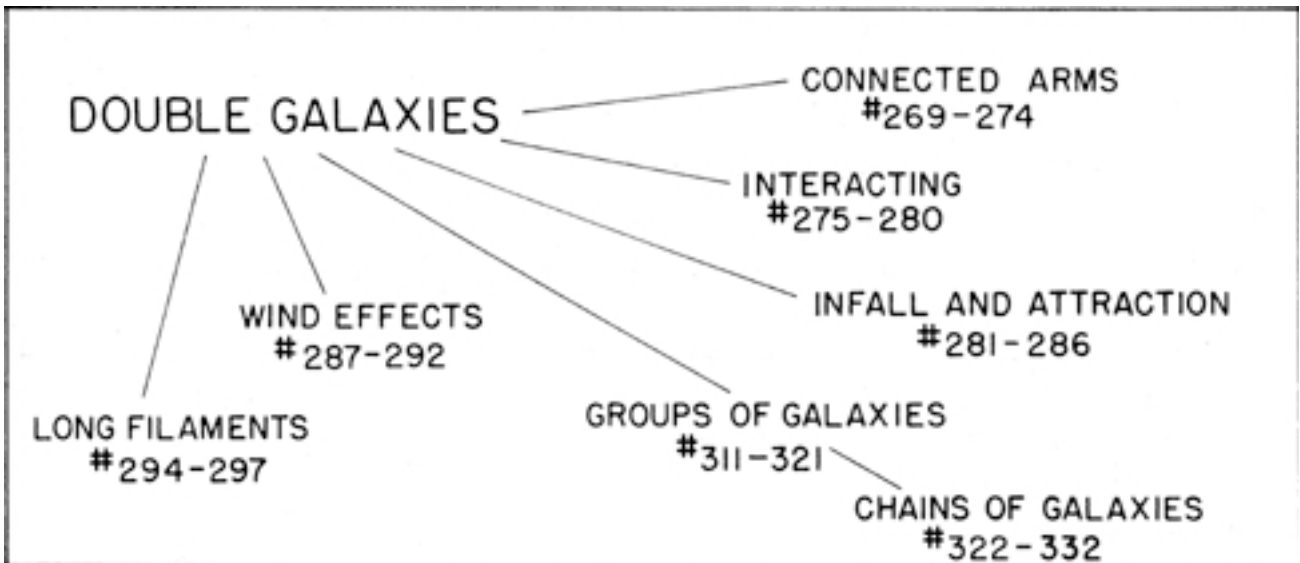 DOUBLE GALAXIES
CONNECTED ARMS
#269-274
INTERACTING
#275-280
INFALL AND ATTRACTION
#281-286
WIND EFFECTS
#287-292
GROUPS OF GALAXIES
#311-321
LONG FILAMENTS
#294-297
CHAINS OF GALAXIES
#322-332